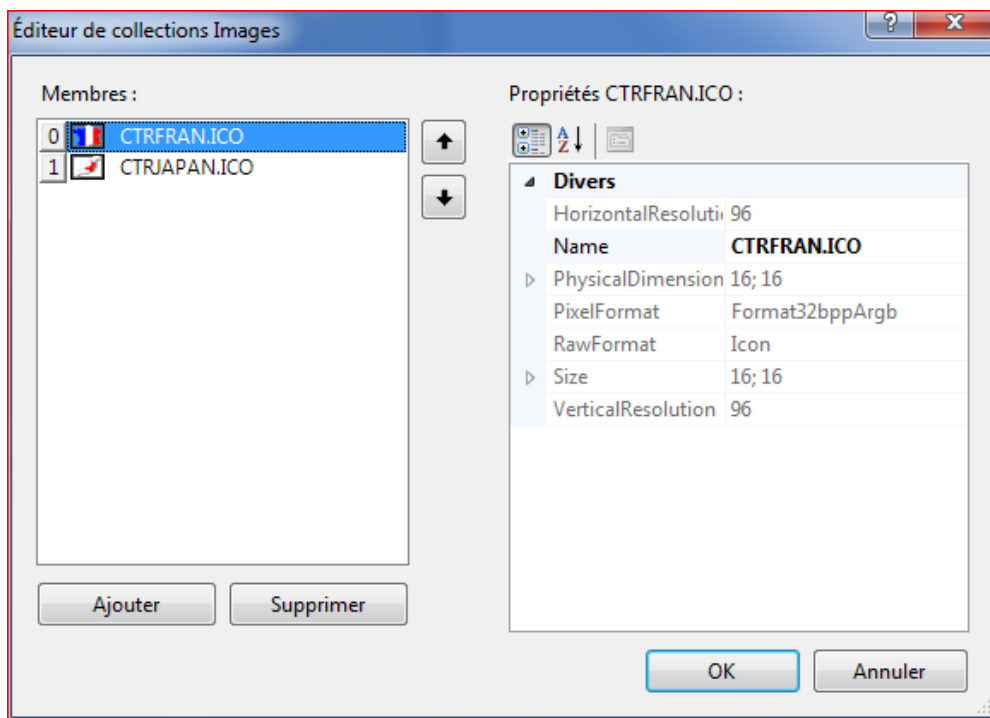 Éditeur de collections Images
?
X
Membres :
0 CTRFRAN.ICO
1 CTRJAPAN.ICO
Ajouter
Supprimer
Propriétés CTRFRAN.ICO :
A
Z
Divers
HorizontalResoluti 96
Name CTRFRAN.ICO
PhysicalDimension 16; 16
PixelFormat Format32bppArgb
RawFormat Icon
Size 16; 16
VerticalResolution 96
OK
Annuler